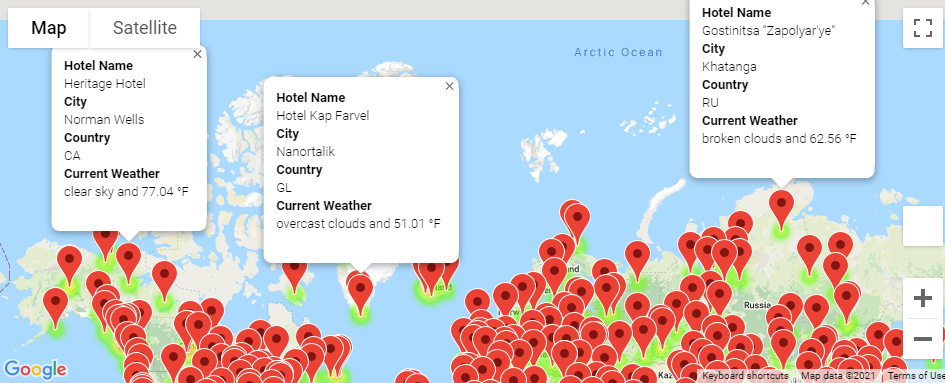 Map
Satellite
Arctic Ocean
Hotel Name
Heritage Hotel
City
Norman Wells
Country
CA
Current Weather
clear sky and 77.04 °F
Hotel Name
Hotel Kap Farvel
City
Nanortalik
Country
GL
Current Weather
overcast clouds and 51.01 °F
Hotel Name
Gostinitsa "Zapolyar'ye"
City
Khatanga
Country
RU
Current Weather
broken clouds and 62.56 °F
Russia
Google
Keyboard shortcuts
Map data ©2021
Terms of Use